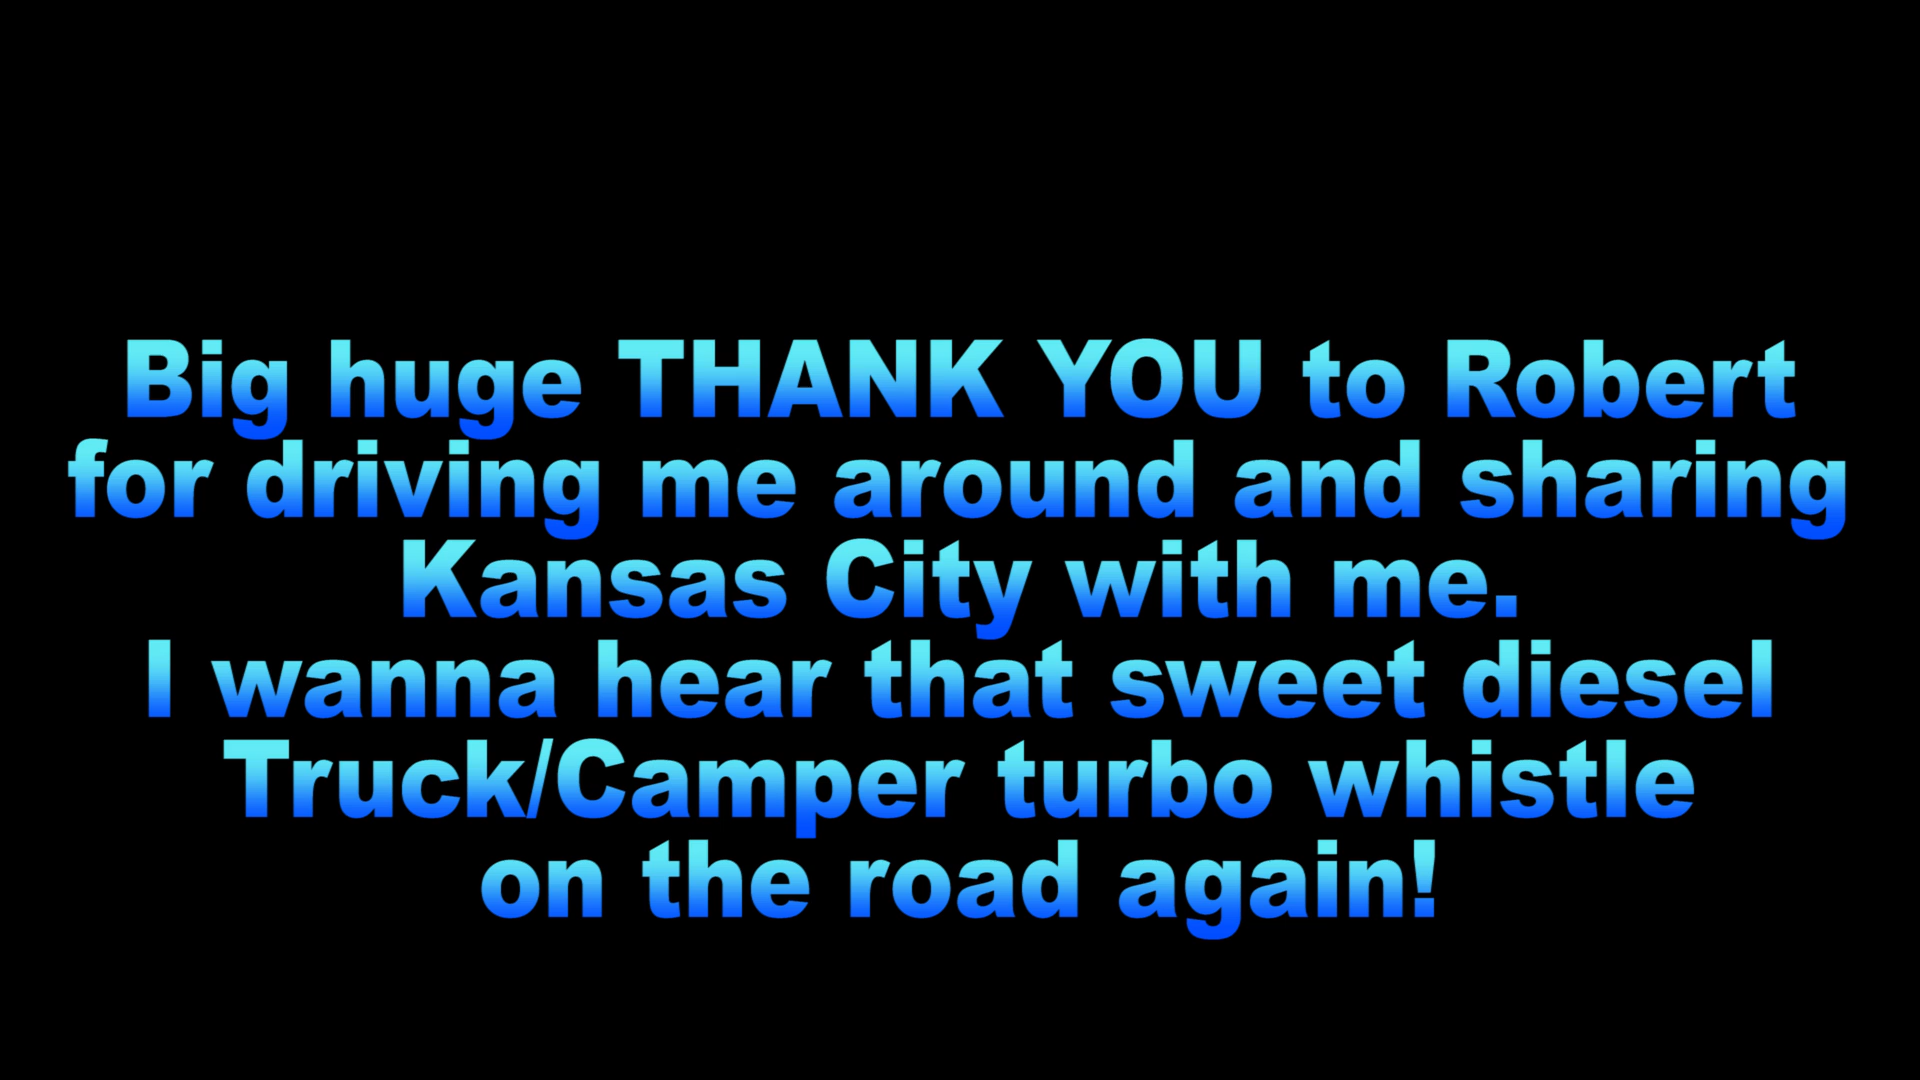 Big huge THANK YOU to Robert
for driving me around and sharing
Kansas City with me.
I wanna hear that sweet diesel
Truck/Camper turbo whistle
on the road again!